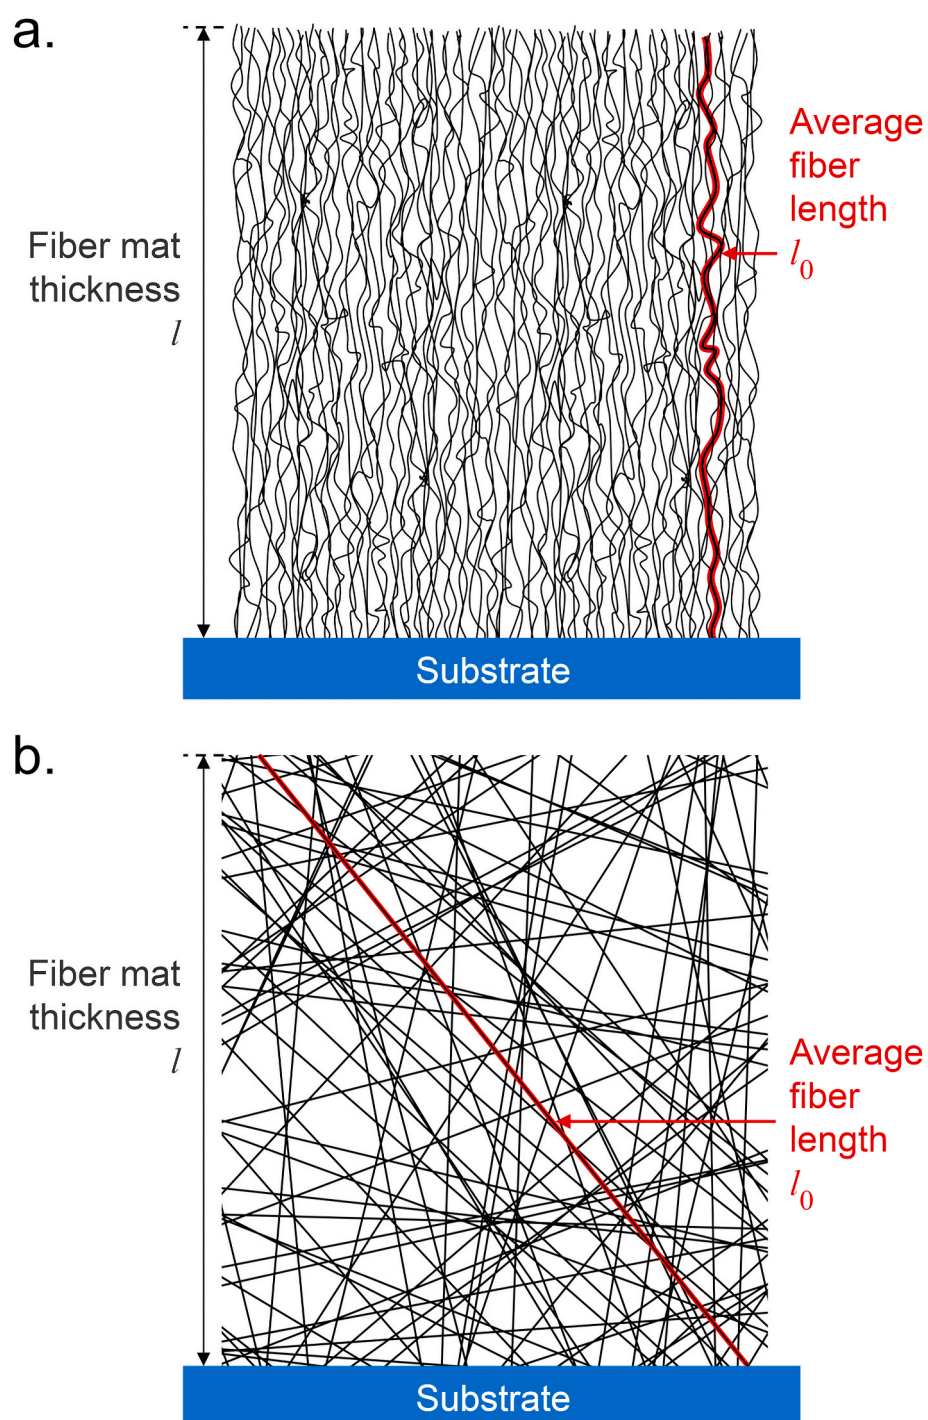 a.
Fiber mat
thickness
l
Average
fiber
length
l₀
Substrate
b.
Fiber mat
thickness
l
Average
fiber
length
l₀
Substrate